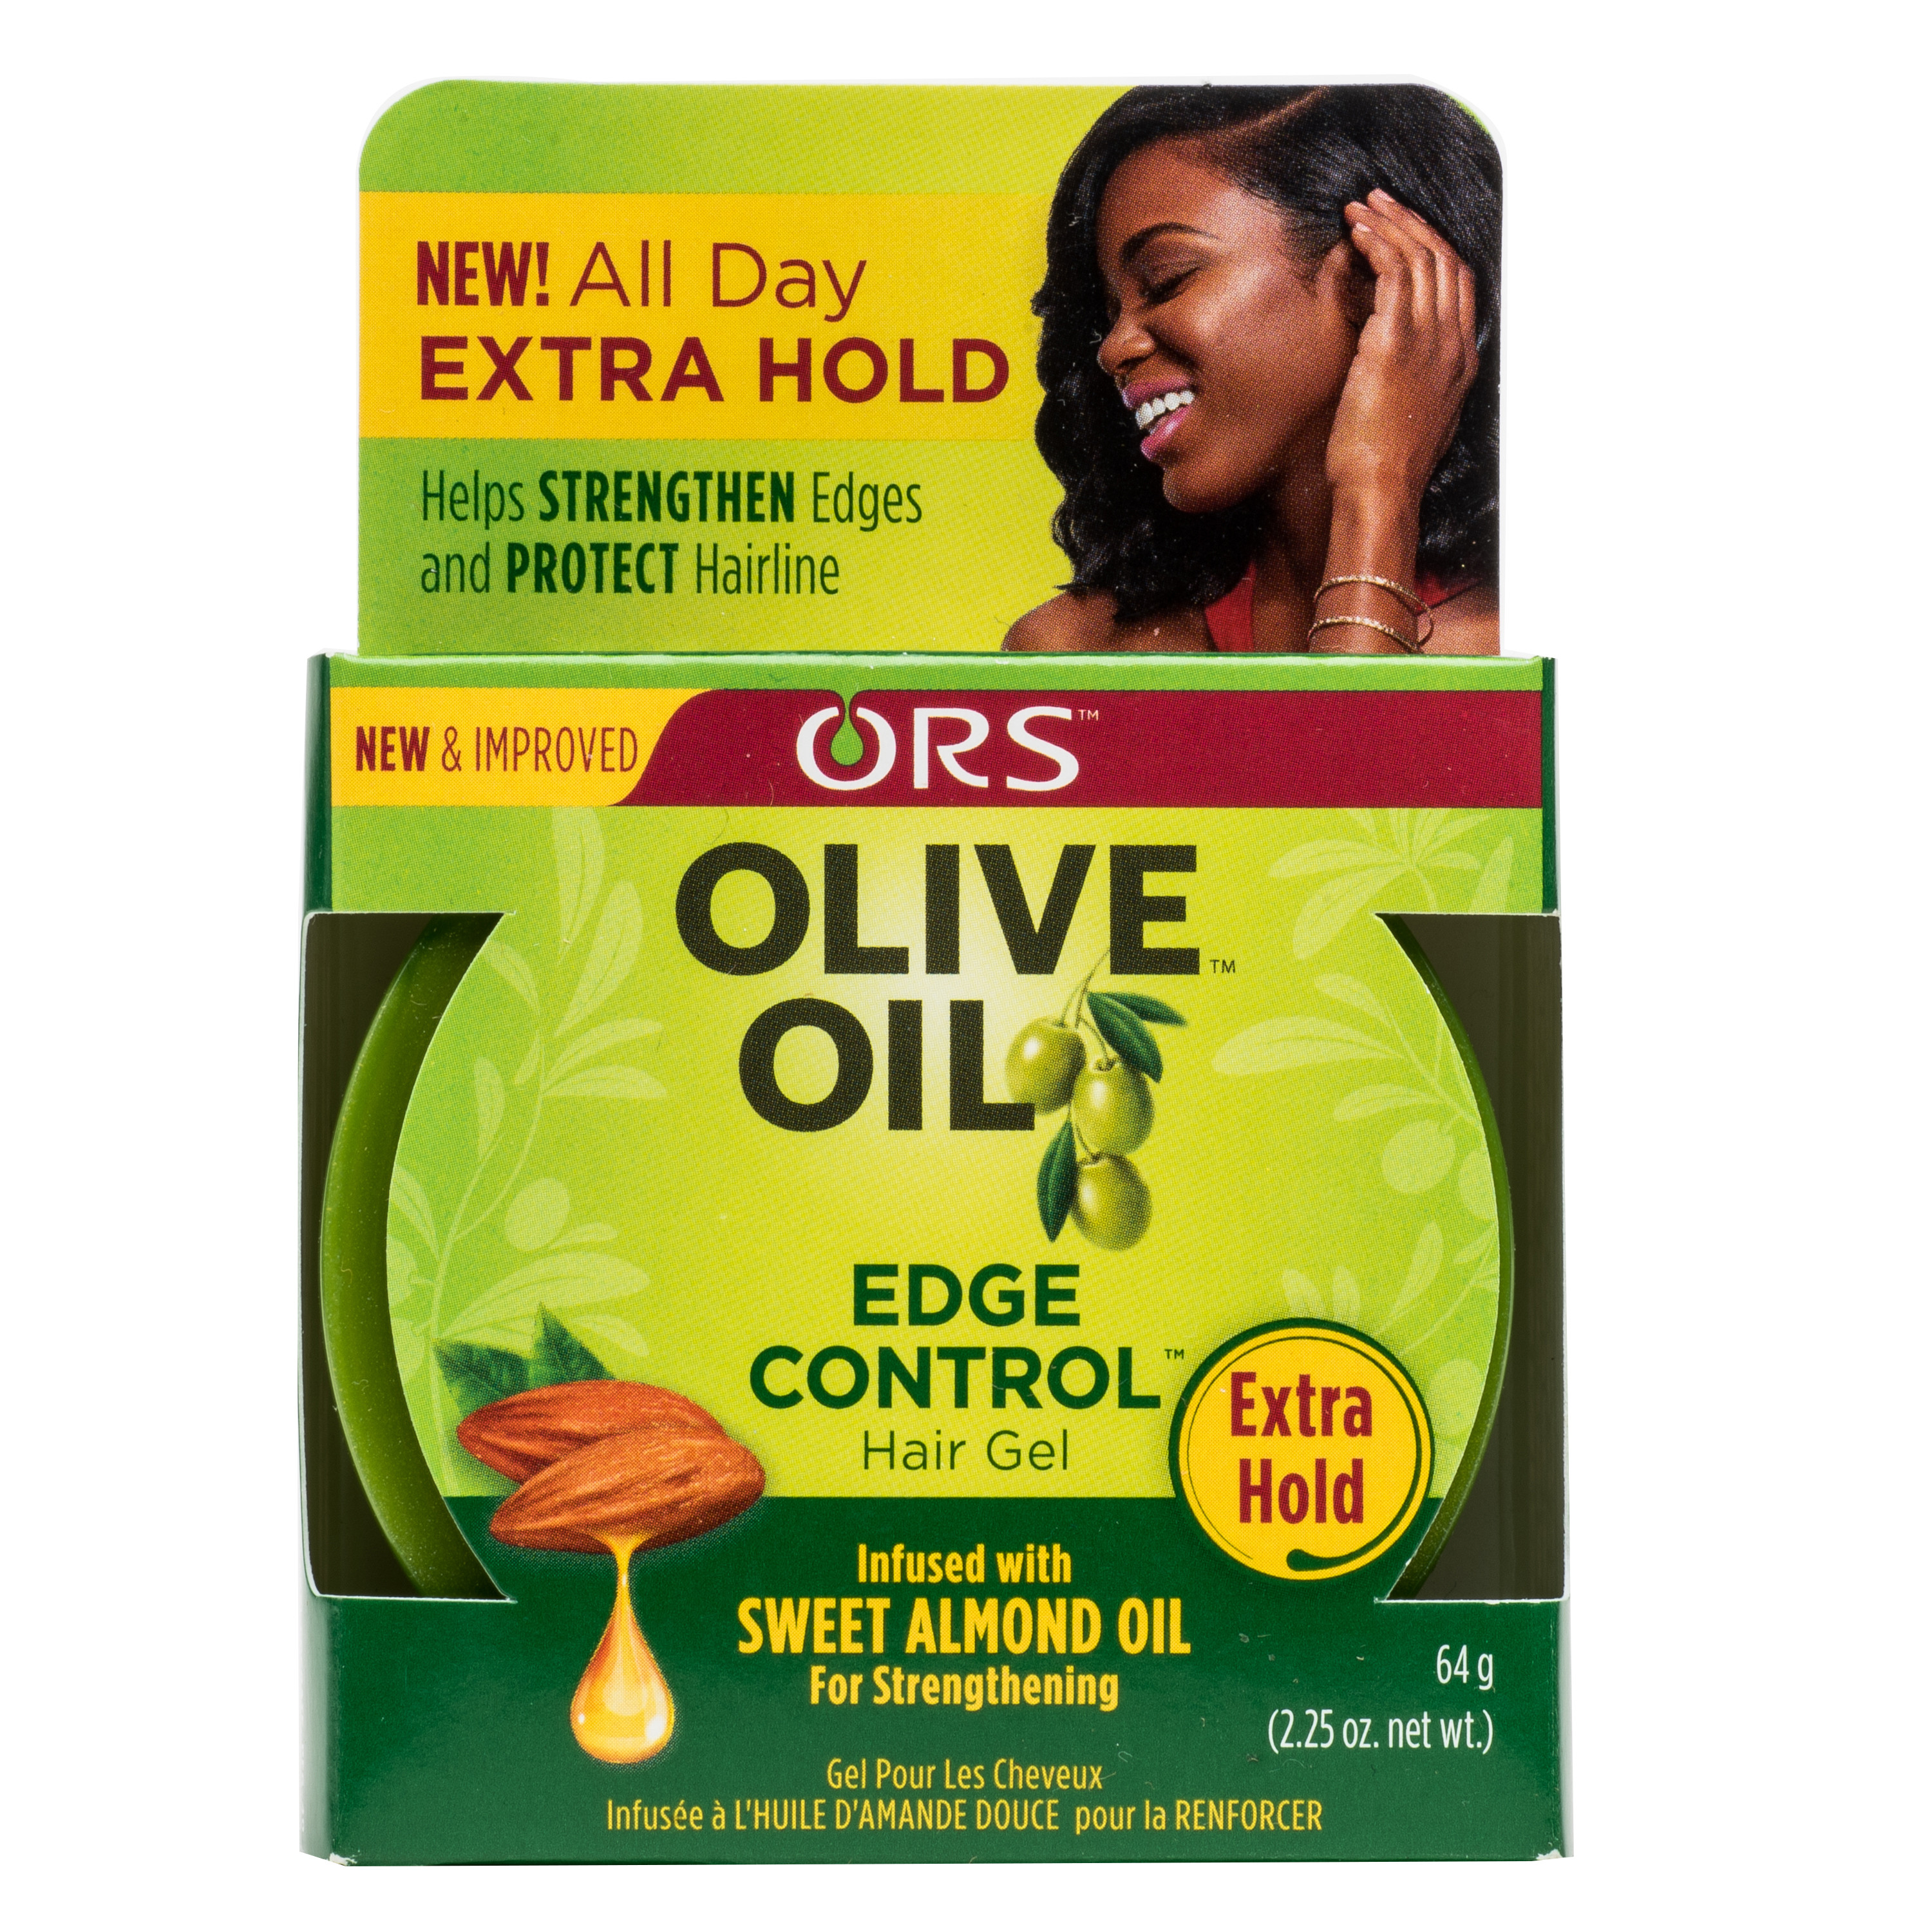 NEW! All Day
EXTRA HOLD
Helps STRENGTHEN Edges
and PROTECT Hairline
NEW & IMPROVED
ORS™
OLIVE™
OIL
EDGE
CONTROL™
Hair Gel
Extra
Hold
Infused with
SWEET ALMOND OIL
For Strengthening
64 g
(2.25 oz. net wt.)
Gel Pour Les Cheveux
Infusée à L'HUILE D'AMANDE DOUCE pour la RENFORCER